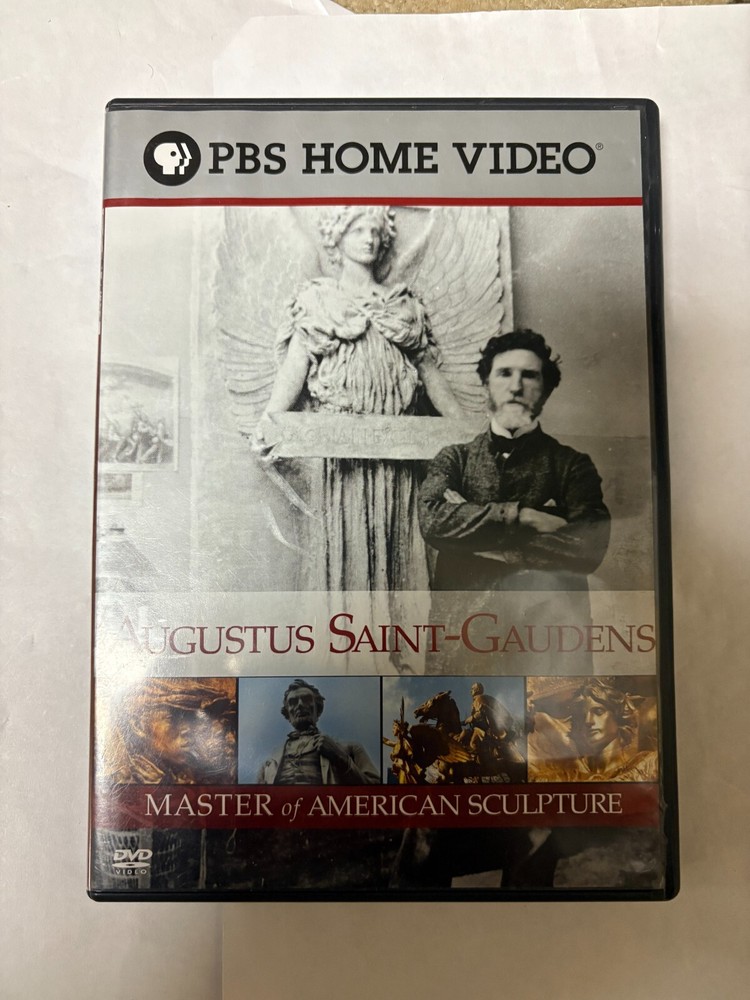 PBS HOME VIDEO®
AUGUSTUS SAINT-GAUDENS
MASTER of AMERICAN SCULPTURE
DVD
VIDEO